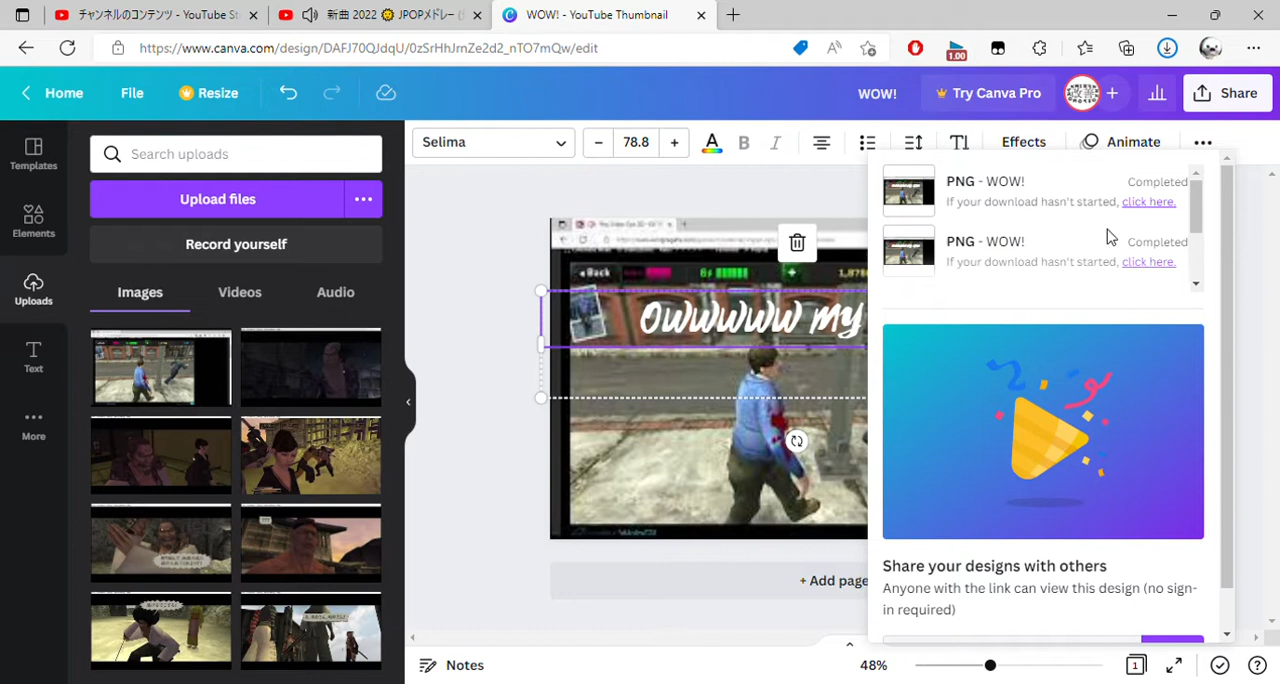 チャンネルのコンテンツ - YouTube St
新曲 2022 🌞 JPOPメドレー (
WOW! - YouTube Thumbnail
https://www.canva.com/design/DAFJ70QJdqU/0zSrHhJrnZe2d2_nTO7mQw/edit
1.00
Home
File
Resize
WOW!
Try Canva Pro
Share
Templates
Elements
Uploads
Text
More
Search uploads
Upload files
Record yourself
Images
Videos
Audio
Selima
78.8
Effects
Animate
PNG - WOW!
Completed
If your download hasn't started, click here.
PNG - WOW!
Completed
If your download hasn't started, click here.
Back
OWWWWW MY
+ Add page
Share your designs with others
Anyone with the link can view this design (no sign-
in required)
Notes
48%
1